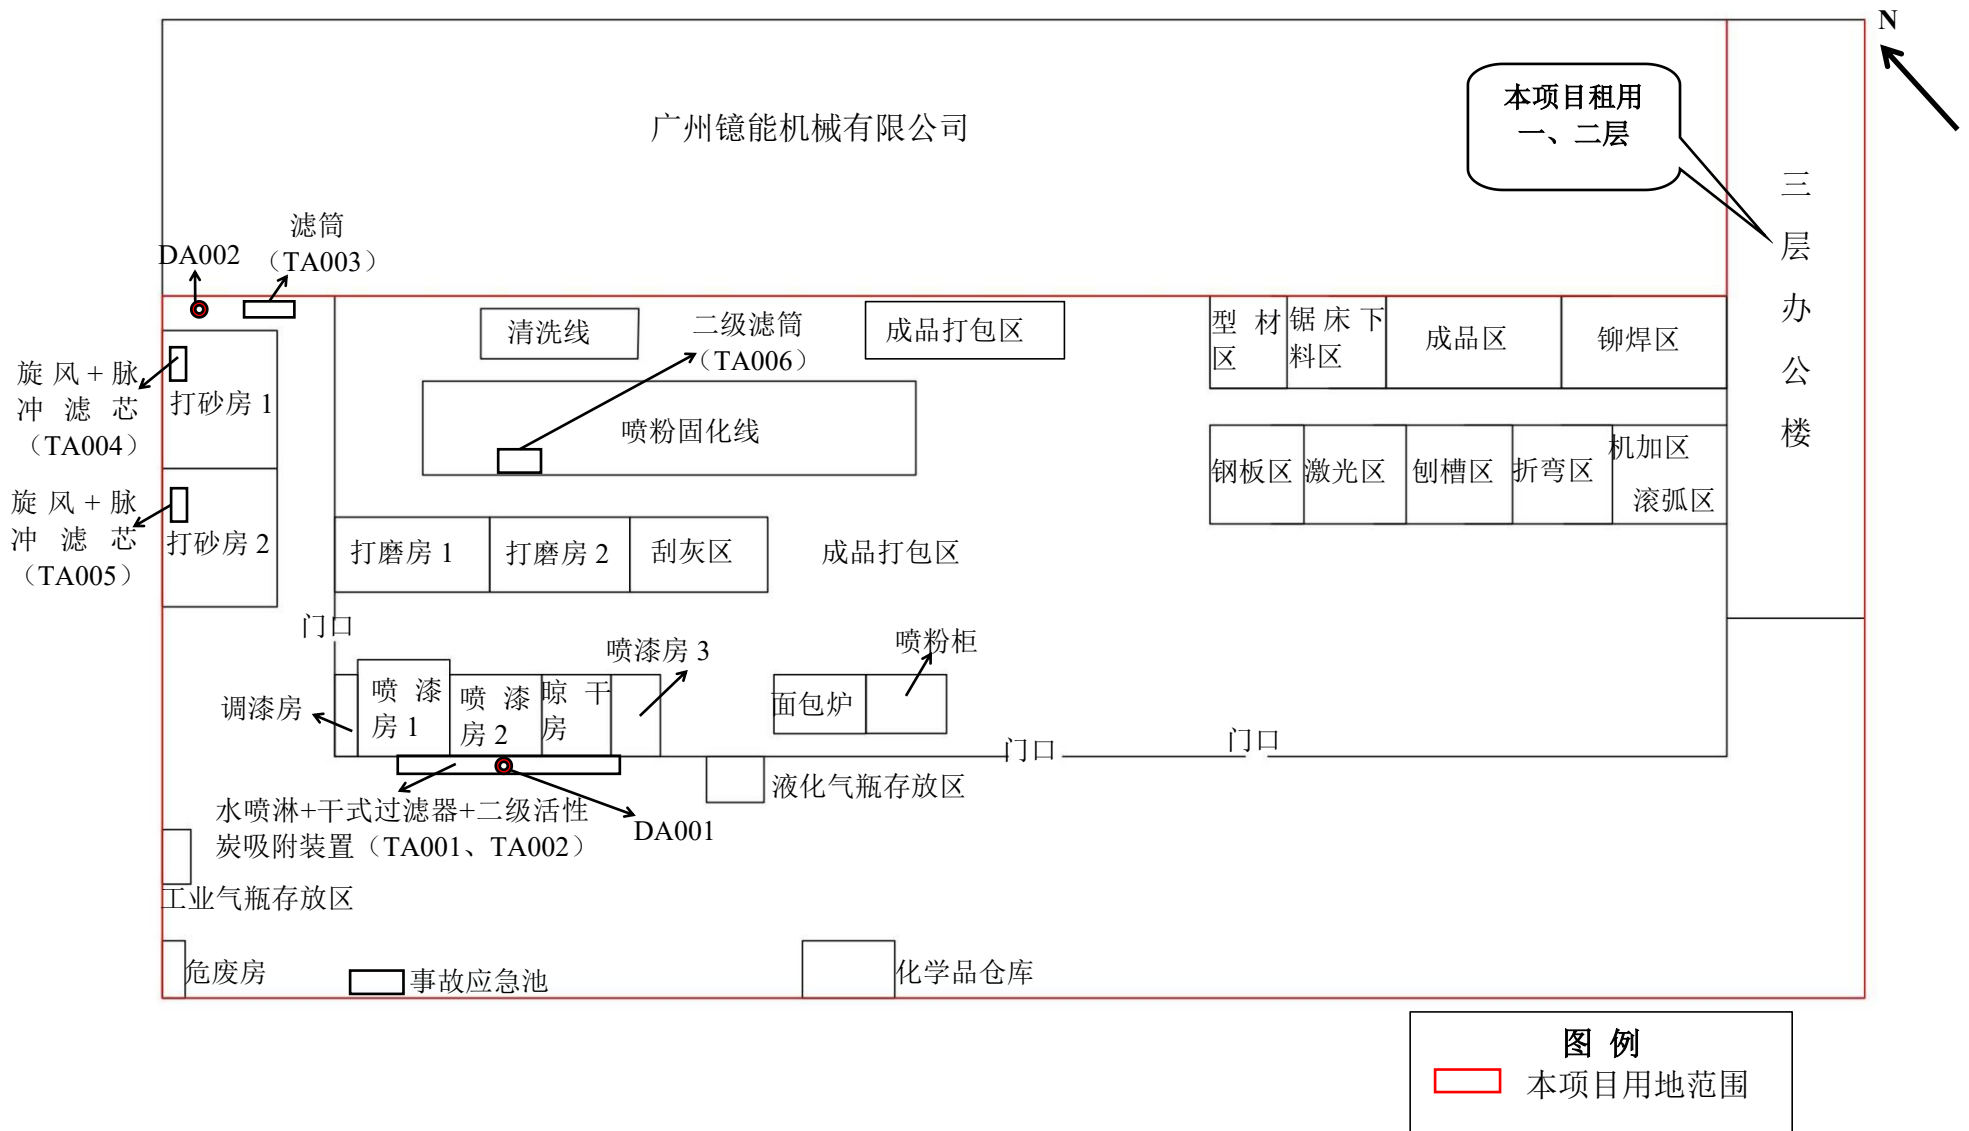 N
本项目租用
一、二层
广州镱能机械有限公司
三层办公楼
滤筒
（TA003）
DA002
清洗线
二级滤筒
（TA006）
成品打包区
型材区
锯床下料区
成品区
铆焊区
旋风+脉
冲滤芯
（TA004）
打砂房 1
喷粉固化线
钢板区
激光区
刨槽区
折弯区
机加区
滚弧区
旋风+脉
冲滤芯
（TA005）
打砂房 2
打磨房 1
打磨房 2
刮灰区
成品打包区
门口
喷漆房 3
喷粉柜
调漆房
喷漆
房 1
喷漆
房 2
晾干
房
面包炉
门口
门口
液化气瓶存放区
水喷淋+干式过滤器+二级活性
炭吸附装置（TA001、TA002）
DA001
工业气瓶存放区
危废房
事故应急池
化学品仓库
图 例
本项目用地范围